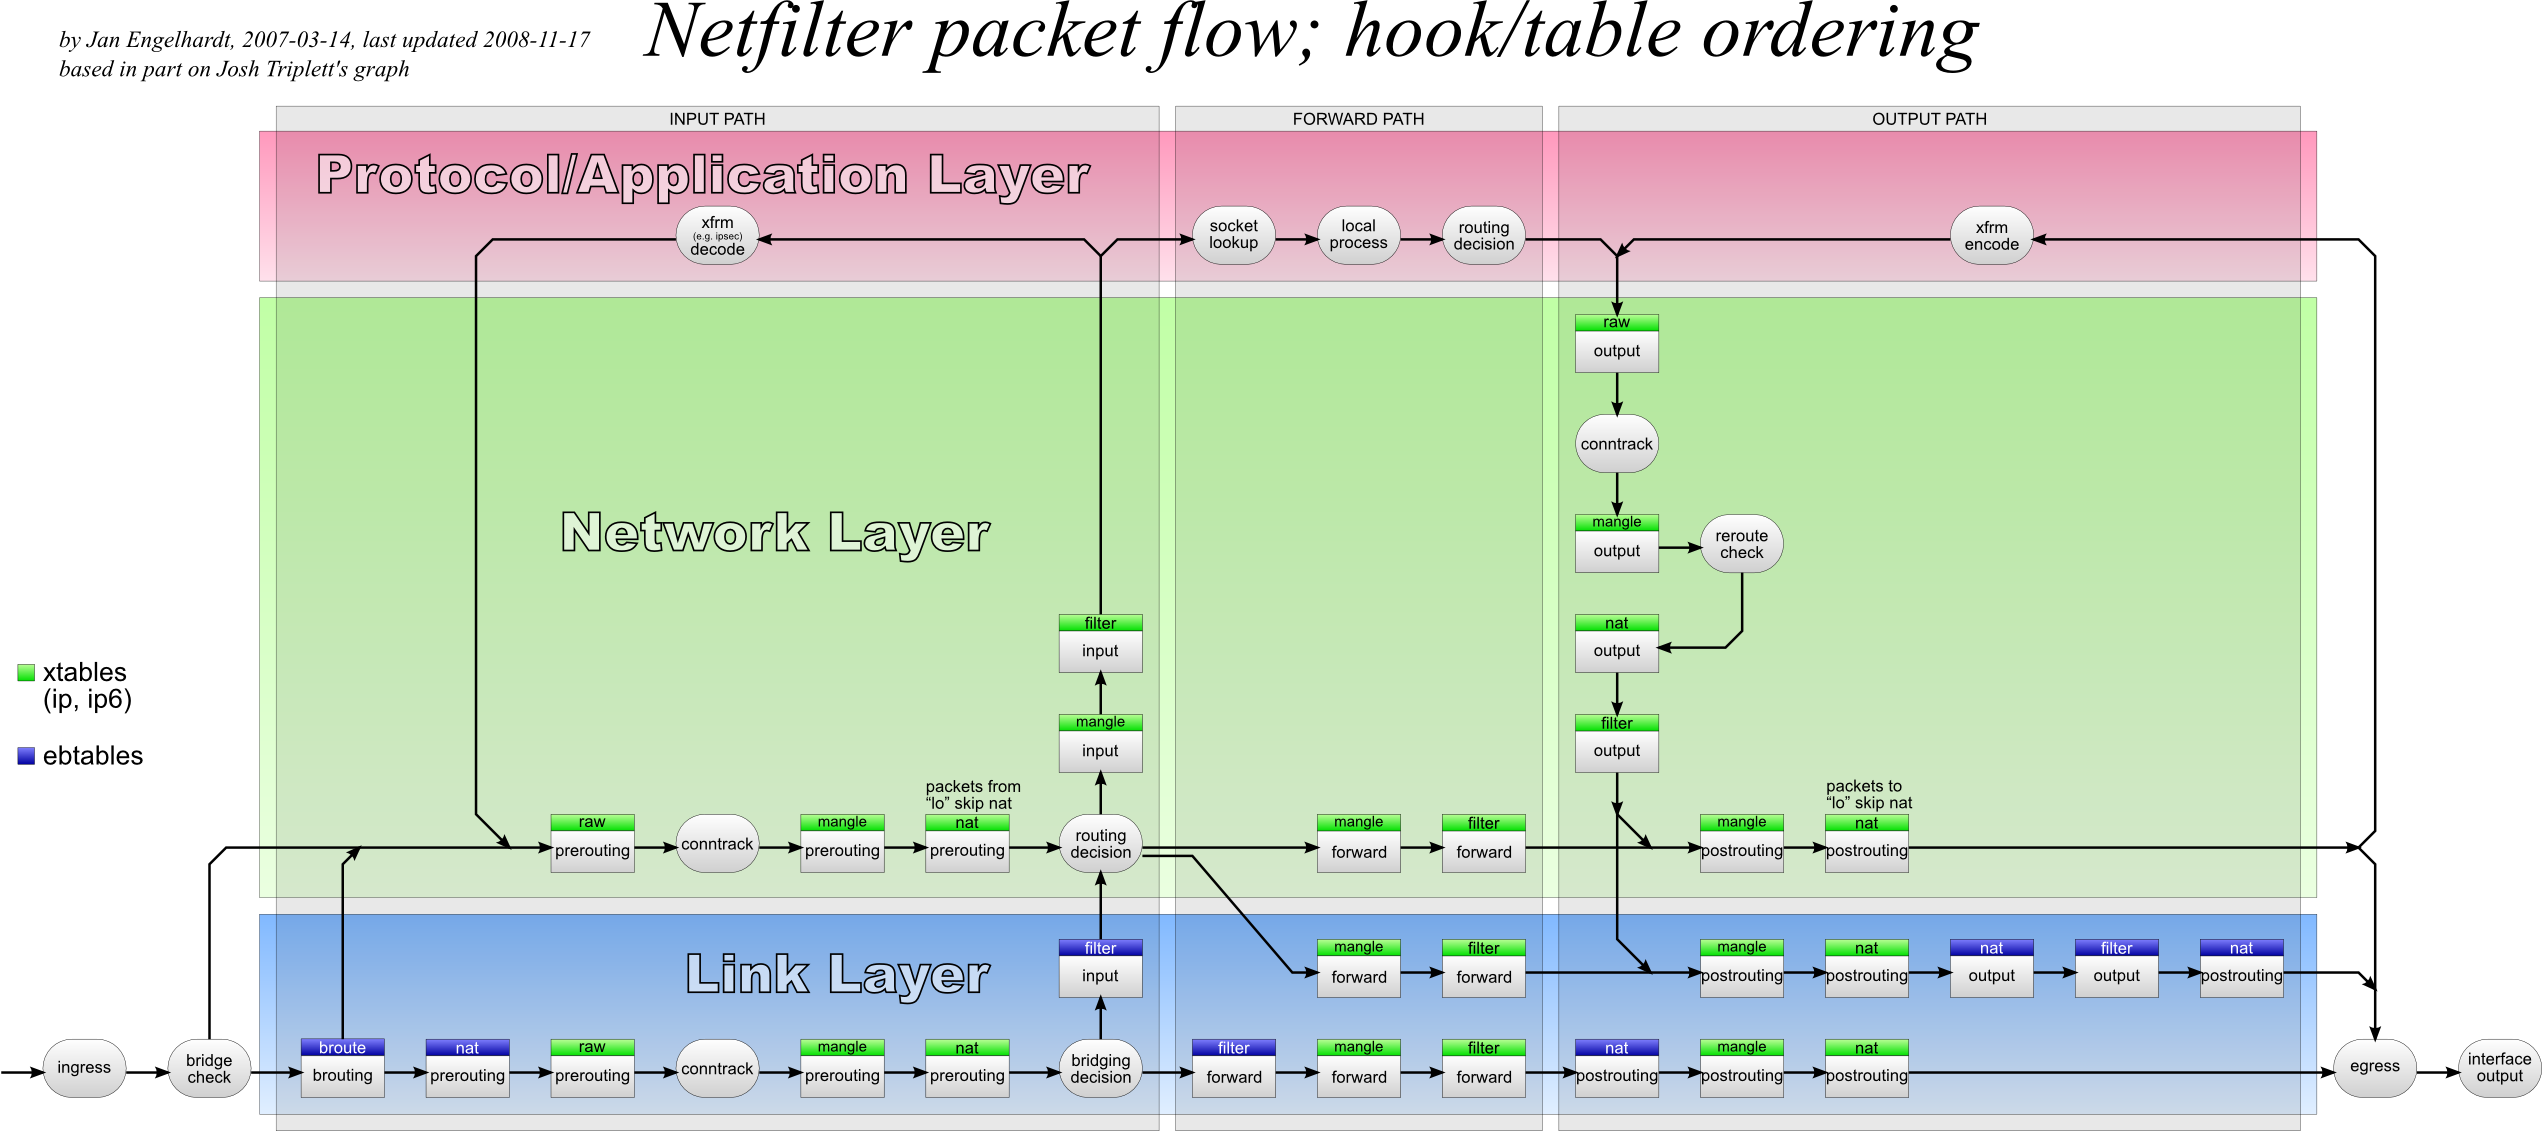 Netfilter packet flow; hook/table ordering
by Jan Engelhardt, 2007-03-14, last updated 2008-11-17
based in part on Josh Triplett's graph
INPUT PATH
FORWARD PATH
OUTPUT PATH
Protocol/Application Layer
xfrm
(e.g. ipsec)
decode
socket
lookup
local
process
routing
decision
xfrm
encode
Network Layer
raw
output
conntrack
mangle
output
reroute
check
nat
output
filter
output
filter
input
mangle
input
xtables
(ip, ip6)
ebtables
packets from
“lo” skip nat
packets to
“lo” skip nat
raw
prerouting
conntrack
mangle
prerouting
nat
prerouting
routing
decision
mangle
forward
filter
forward
mangle
postrouting
nat
postrouting
Link Layer
filter
input
mangle
forward
filter
forward
mangle
postrouting
nat
postrouting
nat
output
filter
output
nat
postrouting
ingress
bridge
check
broute
brouting
nat
prerouting
raw
prerouting
conntrack
mangle
prerouting
nat
prerouting
bridging
decision
filter
forward
mangle
forward
filter
forward
nat
postrouting
mangle
postrouting
nat
postrouting
egress
interface
output